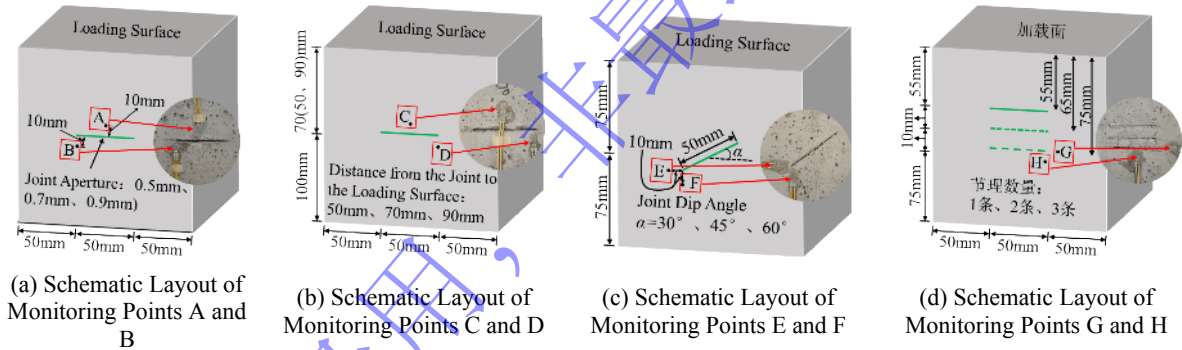 Loading Surface
10mm
A
10mm
B
Joint Aperture: 0.5mm、
0.7mm、0.9mm)
50mm
50mm
50mm
(a) Schematic Layout of
Monitoring Points A and
B
Loading Surface
70(50、90)mm
100mm
C
D
Distance from the Joint to
the Loading Surface:
50mm、70mm、90mm
50mm
50mm
50mm
(b) Schematic Layout of
Monitoring Points C and D
Loading Surface
75mm
75mm
10mm
50mm
α
E
F
Joint Dip Angle
α=30°、45°、60°
(c) Schematic Layout of
Monitoring Points E and F
加载面
55mm
10mm
75mm
55mm
65mm
75mm
G
H
节理数量:
1条、2条、3条
50mm
50mm
50mm
(d) Schematic Layout of
Monitoring Points G and H
用,
非